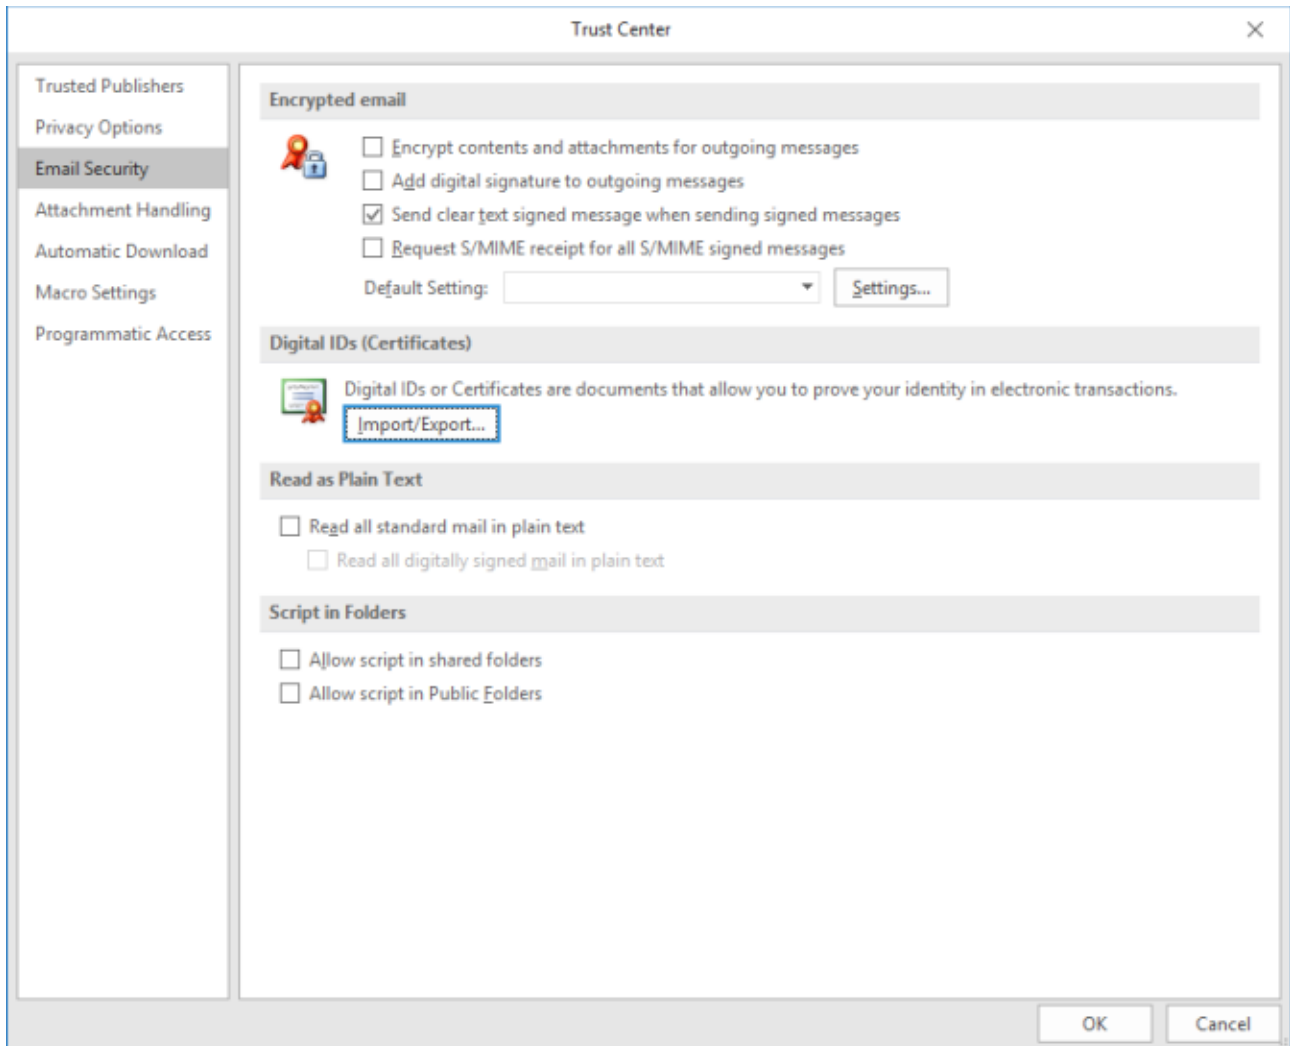 Trust Center
Trusted Publishers
Privacy Options
Email Security
Attachment Handling
Automatic Download
Macro Settings
Programmatic Access
Encrypted email
Encrypt contents and attachments for outgoing messages
Add digital signature to outgoing messages
Send clear text signed message when sending signed messages
Request S/MIME receipt for all S/MIME signed messages
Default Setting:
Settings...
Digital IDs (Certificates)
Digital IDs or Certificates are documents that allow you to prove your identity in electronic transactions.
Import/Export...
Read as Plain Text
Read all standard mail in plain text
Read all digitally signed mail in plain text
Script in Folders
Allow script in shared folders
Allow script in Public Folders
OK
Cancel